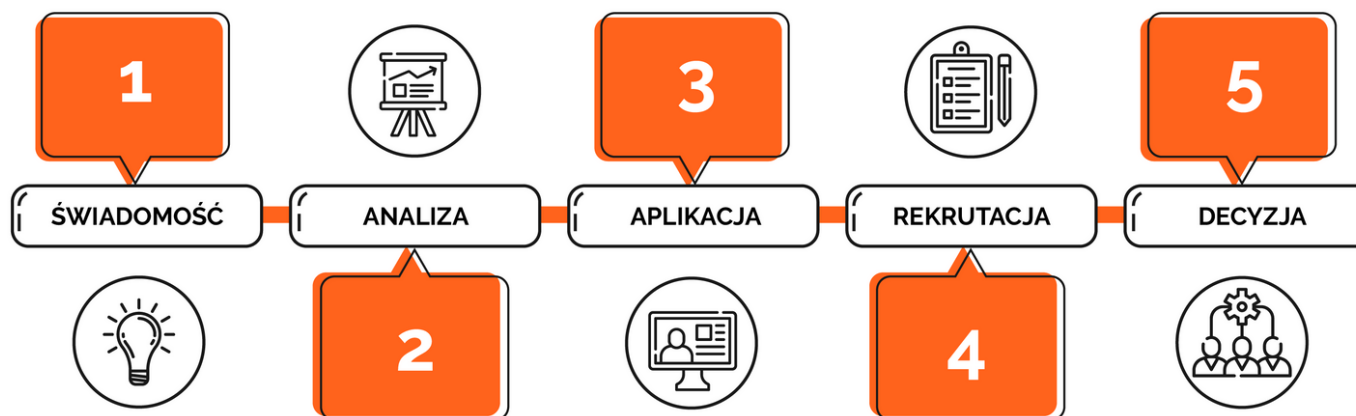 1
ŚWIADOMOŚĆ
2
ANALIZA
3
APLIKACJA
4
REKRUTACJA
5
DECYZJA